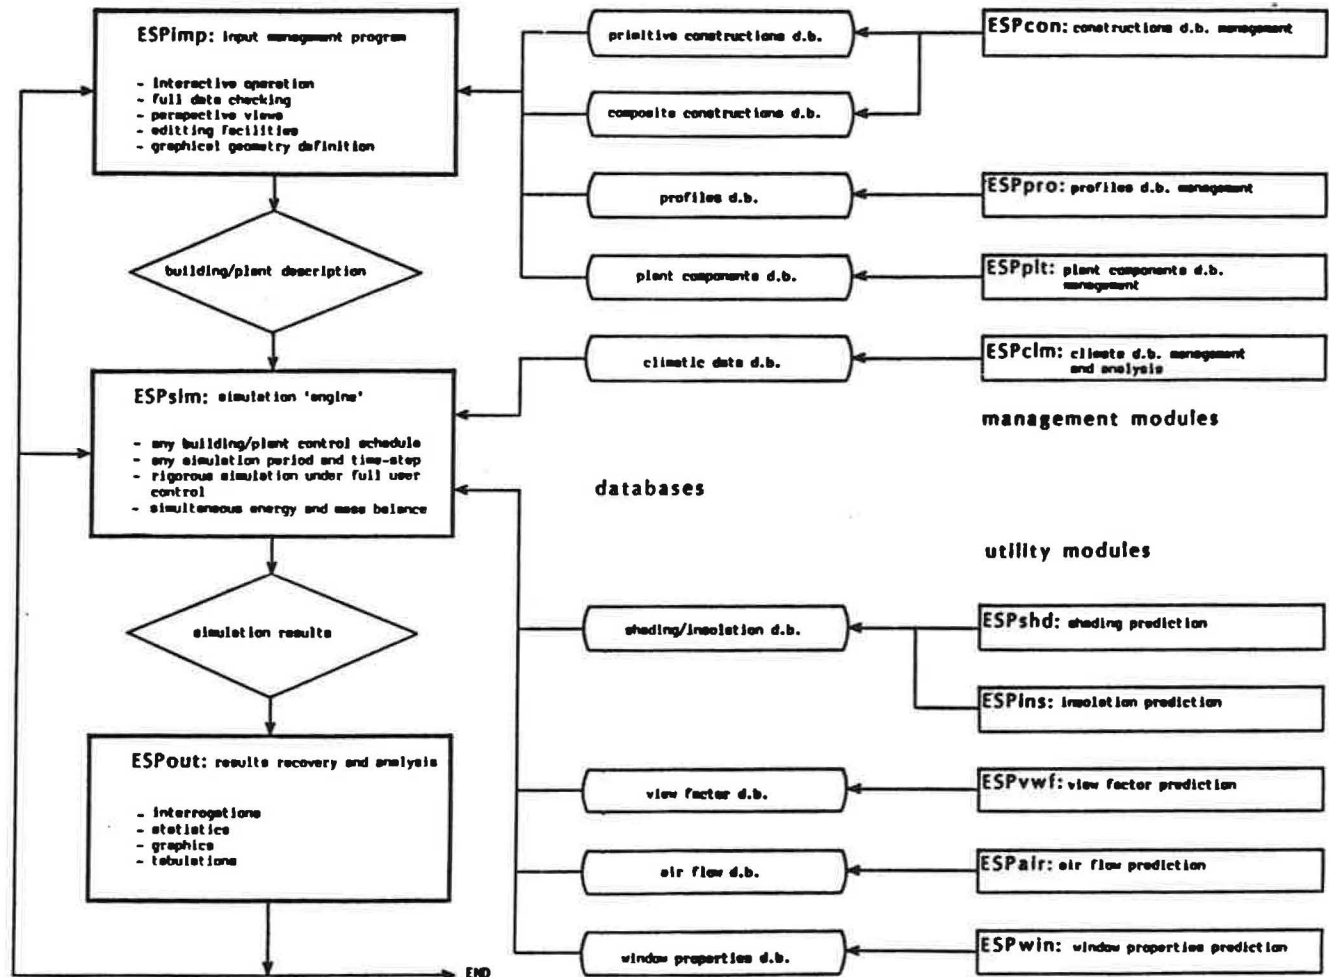 ESPimp: input management program
- interactive operation
- full data checking
- perspective views
- editting facilities
- graphical geometry definition
building/plant description
ESPsim: simulation 'engine'
- any building/plant control schedule
- any simulation period and time-step
- rigorous simulation under full user
control
- simultaneous energy and mass balance
simulation results
ESPout: results recovery and analysis
- interrogations
- statistics
- graphics
- tabulations
END
primitive constructions d.b.
composite constructions d.b.
profiles d.b.
plant components d.b.
climatic data d.b.
databases
shading/insolation d.b.
view factor d.b.
air flow d.b.
window properties d.b.
ESPcon: constructions d.b. management
ESPpro: profiles d.b. management
ESPplt: plant components d.b.
management
ESPclm: climate d.b. management
and analysis
management modules
utility modules
ESPshd: shading prediction
ESPins: insolation prediction
ESPvwf: view factor prediction
ESPair: air flow prediction
ESPwin: window properties prediction